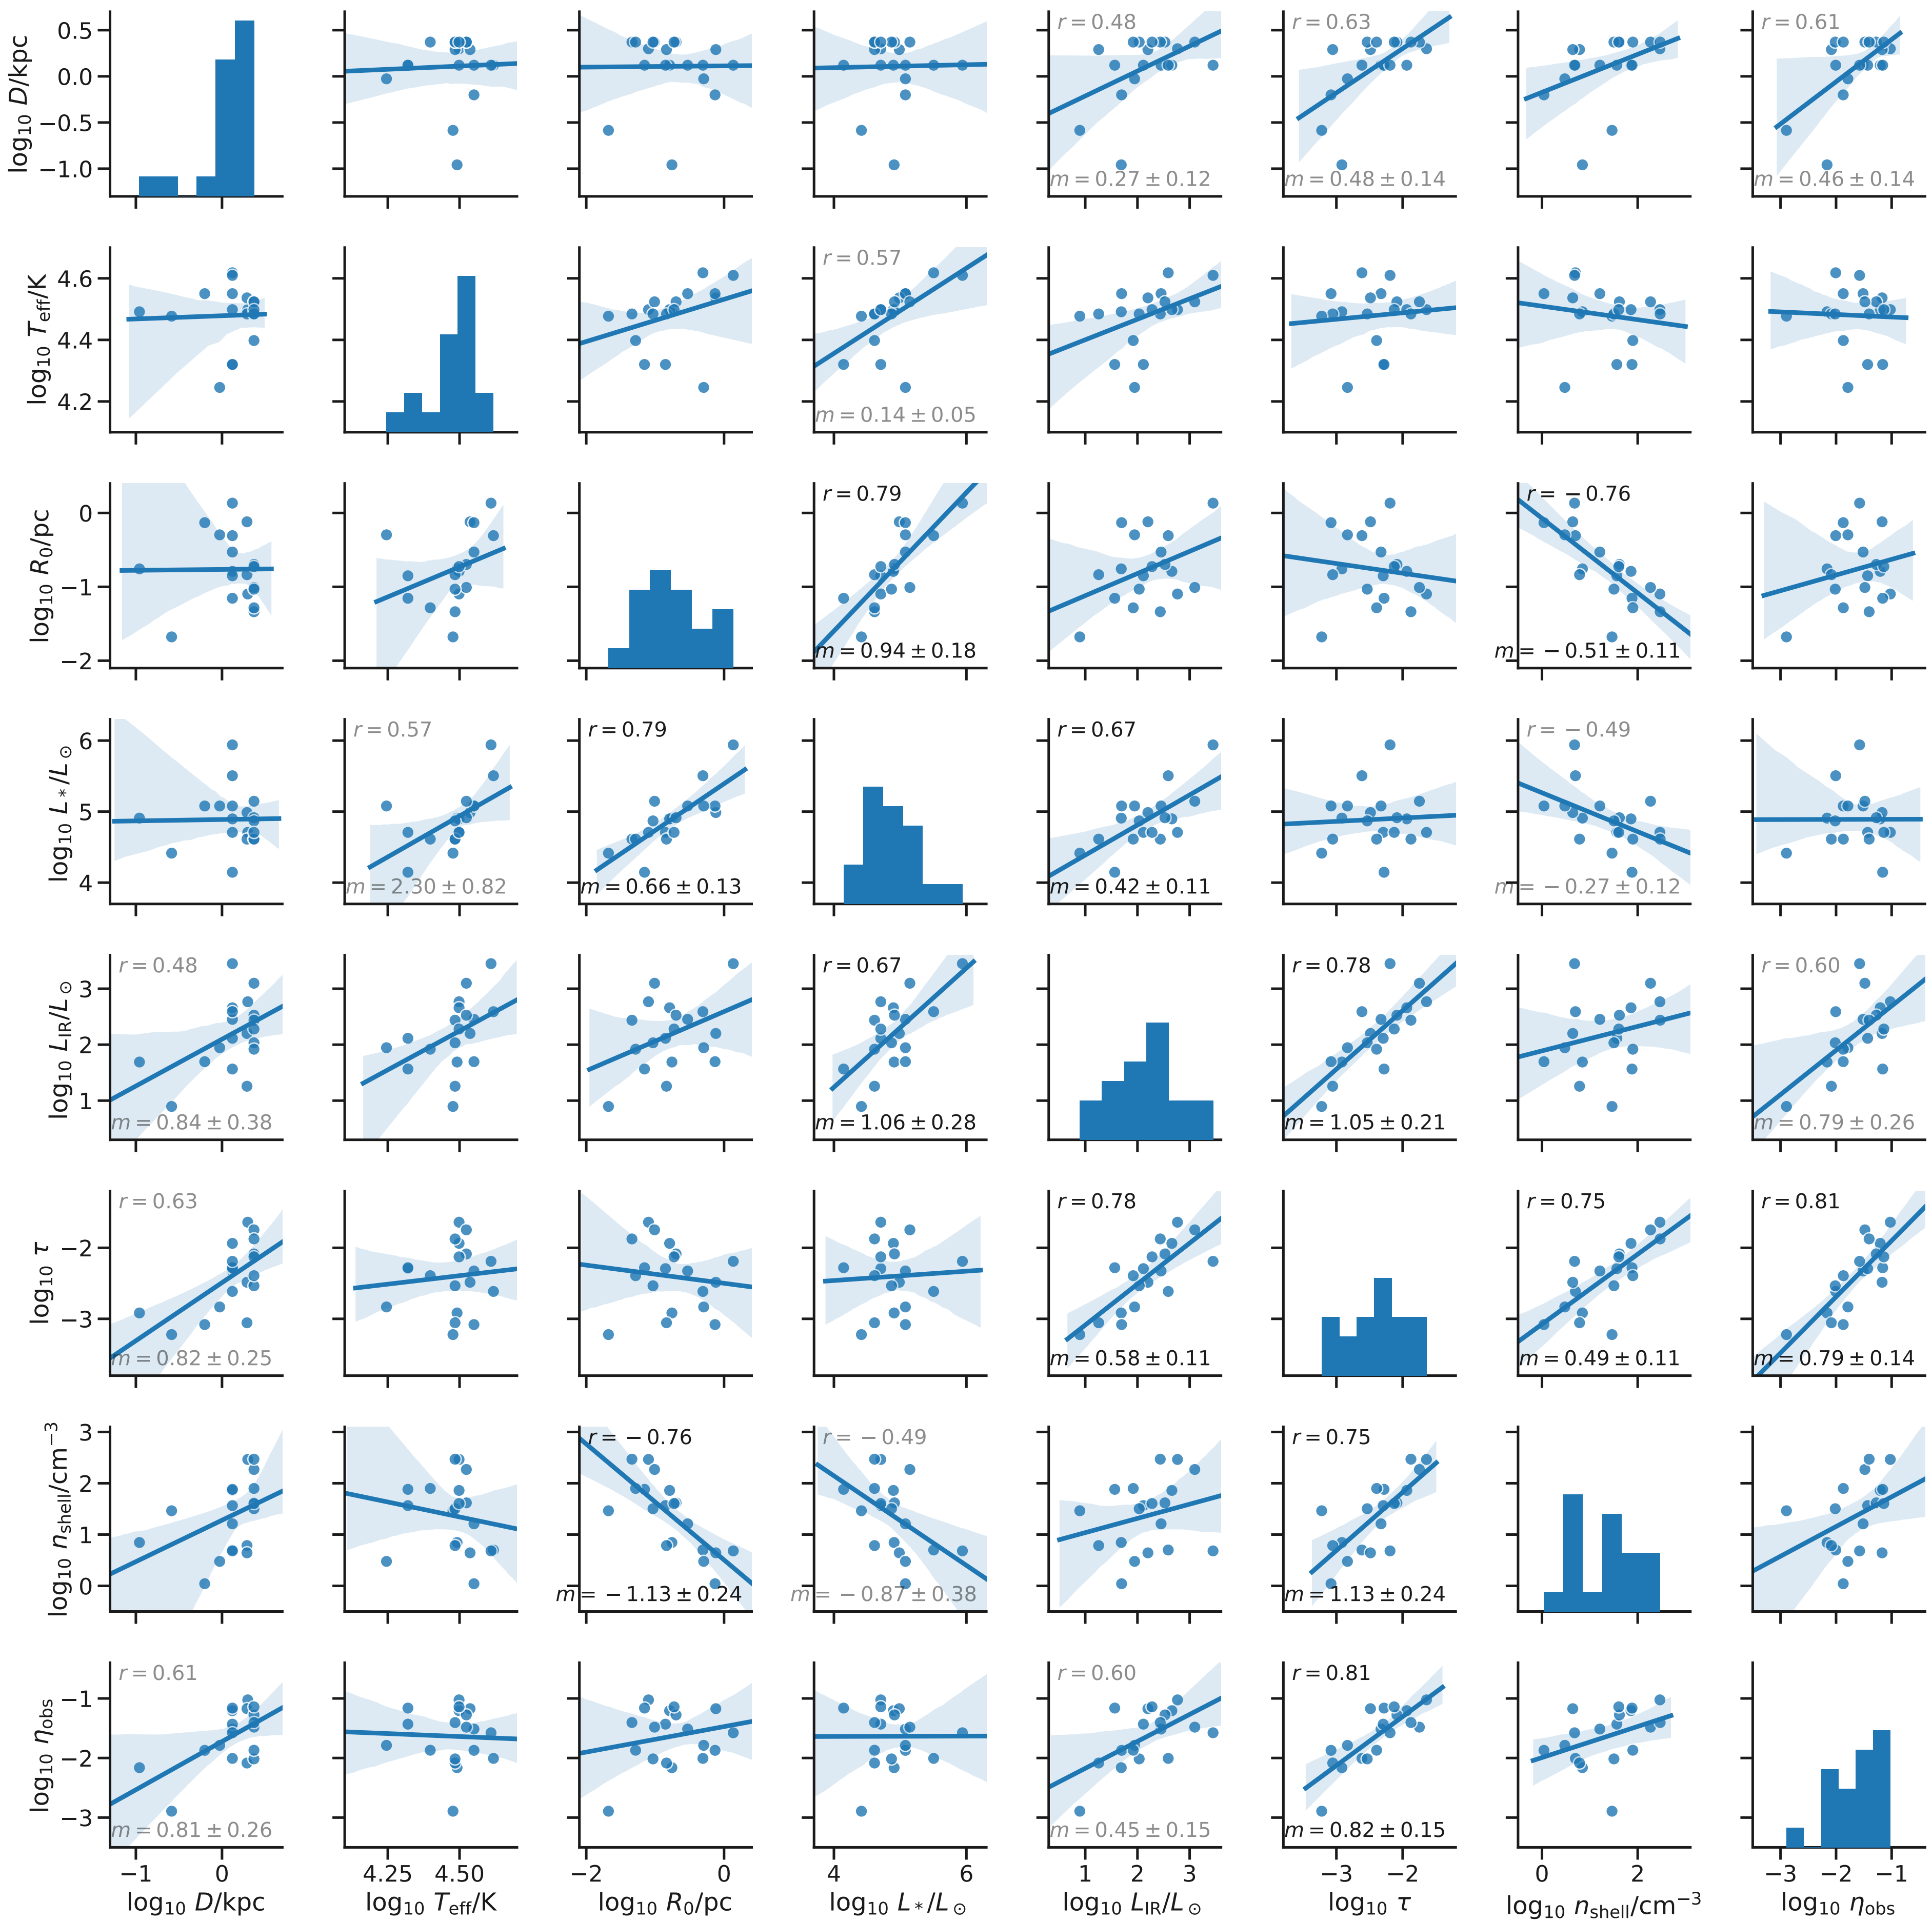 r = 0.48
r = 0.63
r = 0.61
0.5
0.0
−0.5
−1.0
log₁₀ D/kpc
m = 0.27 ± 0.12
m = 0.48 ± 0.14
m = 0.46 ± 0.14
r = 0.57
4.6
4.4
4.2
log₁₀ T_eff/K
m = 0.14 ± 0.05
r = 0.79
r = −0.76
0
−1
−2
log₁₀ R₀/pc
m = 0.94 ± 0.18
m = −0.51 ± 0.11
r = 0.57
r = 0.79
r = 0.67
r = −0.49
6
5
4
log₁₀ L_*/L_⊙
m = 2.30 ± 0.82
m = 0.66 ± 0.13
m = 0.42 ± 0.11
m = −0.27 ± 0.12
r = 0.48
r = 0.67
r = 0.78
r = 0.60
3
2
1
log₁₀ L_IR/L_⊙
m = 0.84 ± 0.38
m = 1.06 ± 0.28
m = 1.05 ± 0.21
m = 0.79 ± 0.26
r = 0.63
r = 0.78
r = 0.75
r = 0.81
−2
−3
log₁₀ τ
m = 0.82 ± 0.25
m = 0.58 ± 0.11
m = 0.49 ± 0.11
m = 0.79 ± 0.14
r = −0.76
r = −0.49
r = 0.75
3
2
1
0
log₁₀ n_shell/cm⁻³
m = −1.13 ± 0.24
m = −0.87 ± 0.38
m = 1.13 ± 0.24
r = 0.61
r = 0.60
r = 0.81
−1
−2
−3
log₁₀ η_obs
m = 0.81 ± 0.26
m = 0.45 ± 0.15
m = 0.82 ± 0.15
−1 0
4.25 4.50
−2 0
4 6
1 2 3
−3 −2
0 2
−3 −2 −1
log₁₀ D/kpc
log₁₀ T_eff/K
log₁₀ R₀/pc
log₁₀ L_*/L_⊙
log₁₀ L_IR/L_⊙
log₁₀ τ
log₁₀ n_shell/cm⁻³
log₁₀ η_obs